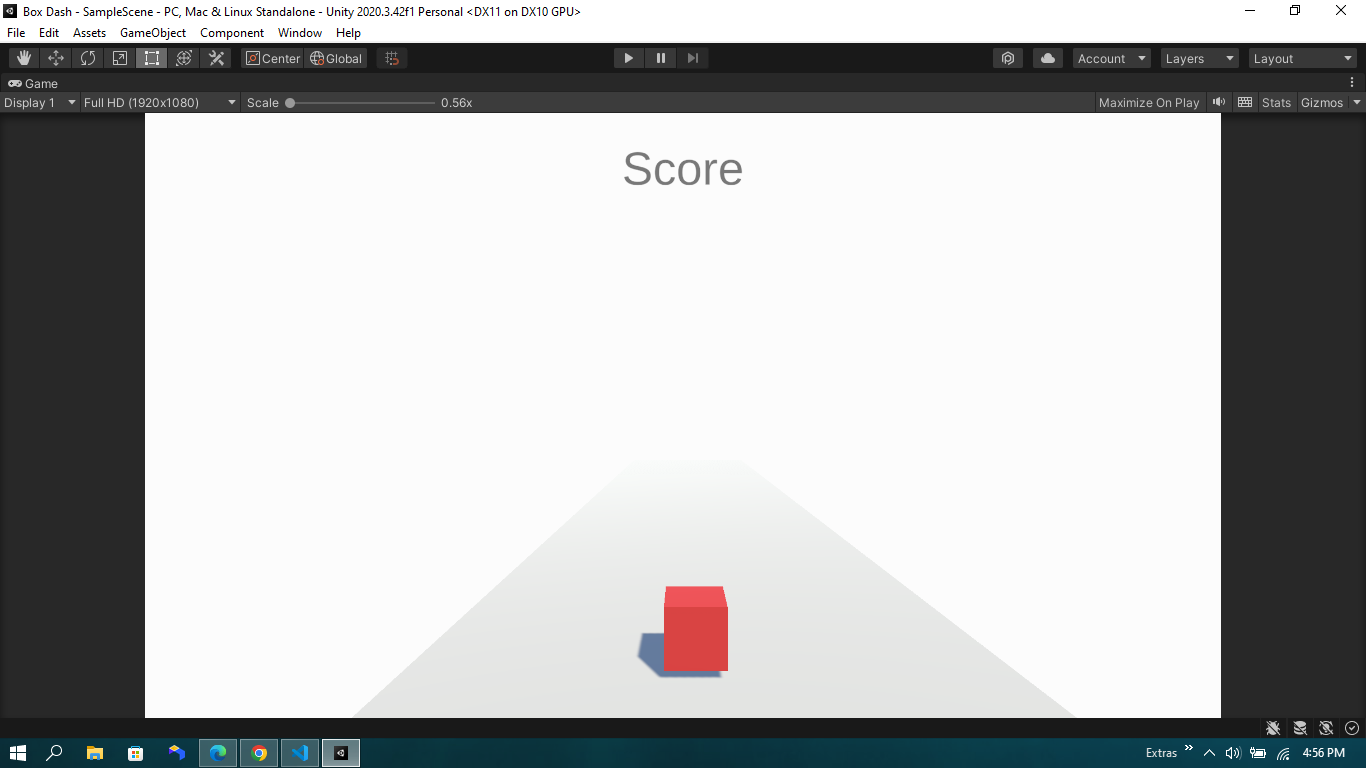 Box Dash - SampleScene - PC, Mac & Linux Standalone - Unity 2020.3.42f1 Personal <DX11 on DX10 GPU>
File Edit Assets GameObject Component Window Help
Center Global Account Layers Layout
Game
Display 1 Full HD (1920x1080) Scale 0.56x Maximize On Play Stats Gizmos
Score
Extras 4:56 PM